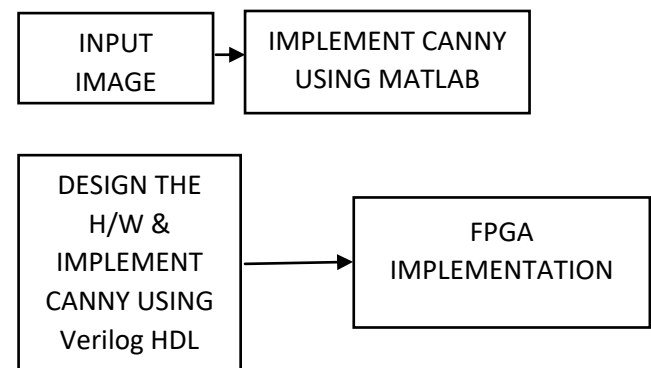 INPUT
IMAGE
IMPLEMENT CANNY
USING MATLAB
DESIGN THE
H/W &
IMPLEMENT
CANNY USING
Verilog HDL
FPGA
IMPLEMENTATION